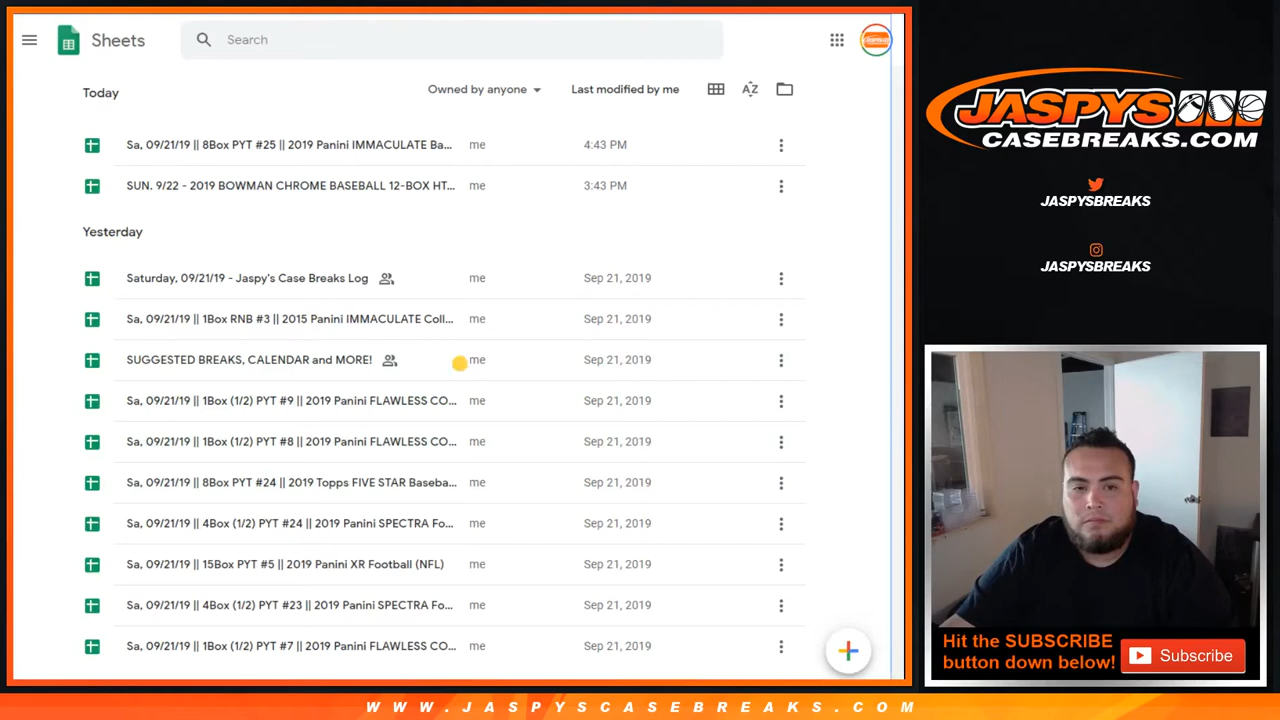 Sheets
Search
Today
Owned by anyone
Last modified by me
AZ
Sa, 09/21/19 || 8Box PYT #25 || 2019 Panini IMMACULATE Ba... me 4:43 PM
SUN. 9/22 - 2019 BOWMAN CHROME BASEBALL 12-BOX HT... me 3:43 PM
Yesterday
Saturday, 09/21/19 - Jaspy's Case Breaks Log me Sep 21, 2019
Sa, 09/21/19 || 1Box RNB #3 || 2015 Panini IMMACULATE Coll... me Sep 21, 2019
SUGGESTED BREAKS, CALENDAR and MORE! me Sep 21, 2019
Sa, 09/21/19 || 1Box (1/2) PYT #9 || 2019 Panini FLAWLESS CO... me Sep 21, 2019
Sa, 09/21/19 || 1Box (1/2) PYT #8 || 2019 Panini FLAWLESS CO... me Sep 21, 2019
Sa, 09/21/19 || 8Box PYT #24 || 2019 Topps FIVE STAR Baseba... me Sep 21, 2019
Sa, 09/21/19 || 4Box (1/2) PYT #24 || 2019 Panini SPECTRA Fo... me Sep 21, 2019
Sa, 09/21/19 || 15Box PYT #5 || 2019 Panini XR Football (NFL) me Sep 21, 2019
Sa, 09/21/19 || 4Box (1/2) PYT #23 || 2019 Panini SPECTRA Fo... me Sep 21, 2019
Sa, 09/21/19 || 1Box (1/2) PYT #7 || 2019 Panini FLAWLESS CO... me Sep 21, 2019
JASPYS
CASEBREAKS.COM
JASPYSBREAKS
JASPYSBREAKS
Hit the SUBSCRIBE
button down below!
Subscribe
WWW.JASPYSCASEBREAKS.COM